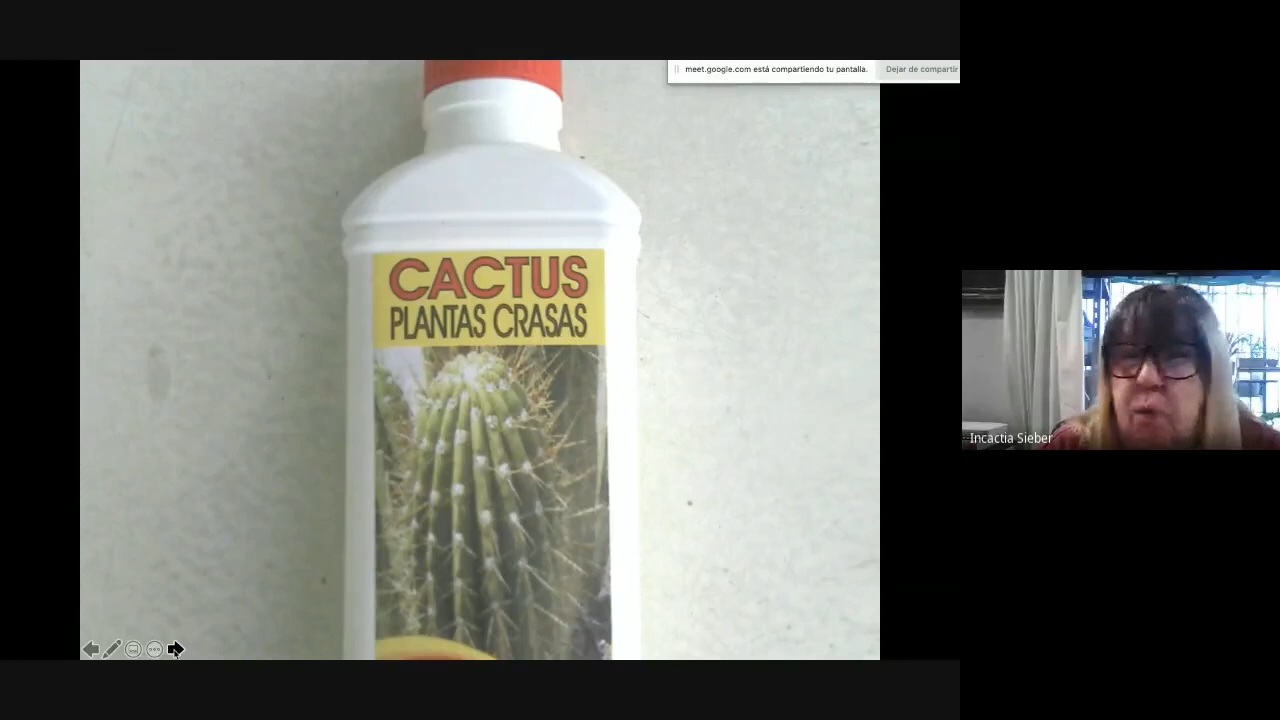 meet.google.com está compartiendo tu pantalla.
Dejar de compartir
CACTUS
PLANTAS CRASAS
Incactia Sieber